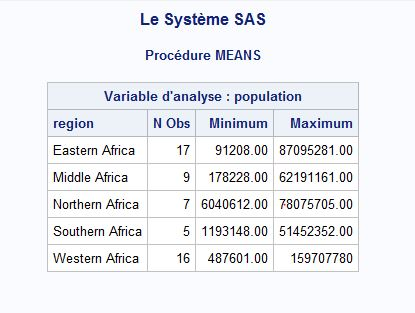 Le Système SAS
Procédure MEANS
Variable d'analyse : population
region N Obs Minimum Maximum
Eastern Africa 17 91208.00 87095281.00
Middle Africa 9 178228.00 62191161.00
Northern Africa 7 6040612.00 78075705.00
Southern Africa 5 1193148.00 51452352.00
Western Africa 16 487601.00 159707780